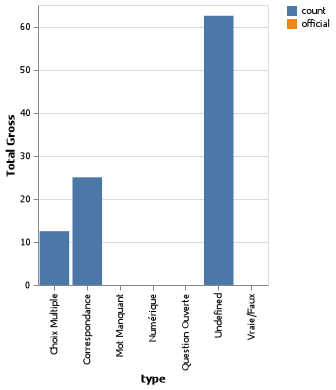 count
official
Total Gross
60
50
40
30
20
10
0
Choix Multiple
Correspondance
Mot Manquant
Numérique
Question Ouverte
Undefined
Vraie/Faux
type